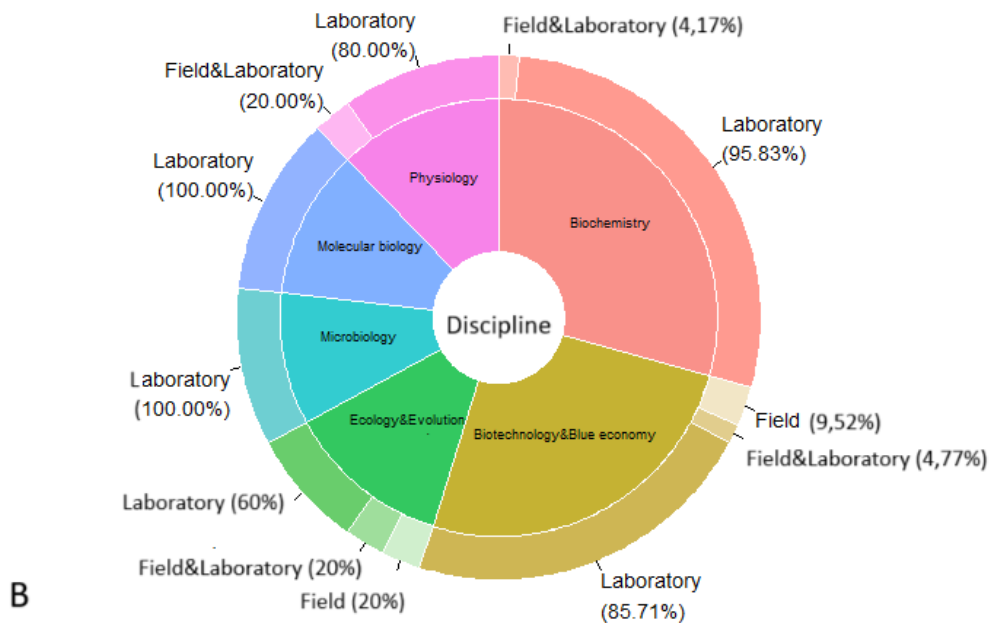 Laboratory
(80.00%)
Field&Laboratory (4,17%)
Field&Laboratory
(20.00%)
Laboratory
(95.83%)
Laboratory
(100.00%)
Physiology
Biochemistry
Molecular biology
Discipline
Microbiology
Laboratory
(100.00%)
Ecology&Evolution
Biotechnology&Blue economy
Field (9,52%)
Field&Laboratory (4,77%)
Laboratory (60%)
Field&Laboratory (20%)
Field (20%)
Laboratory
(85.71%)
B